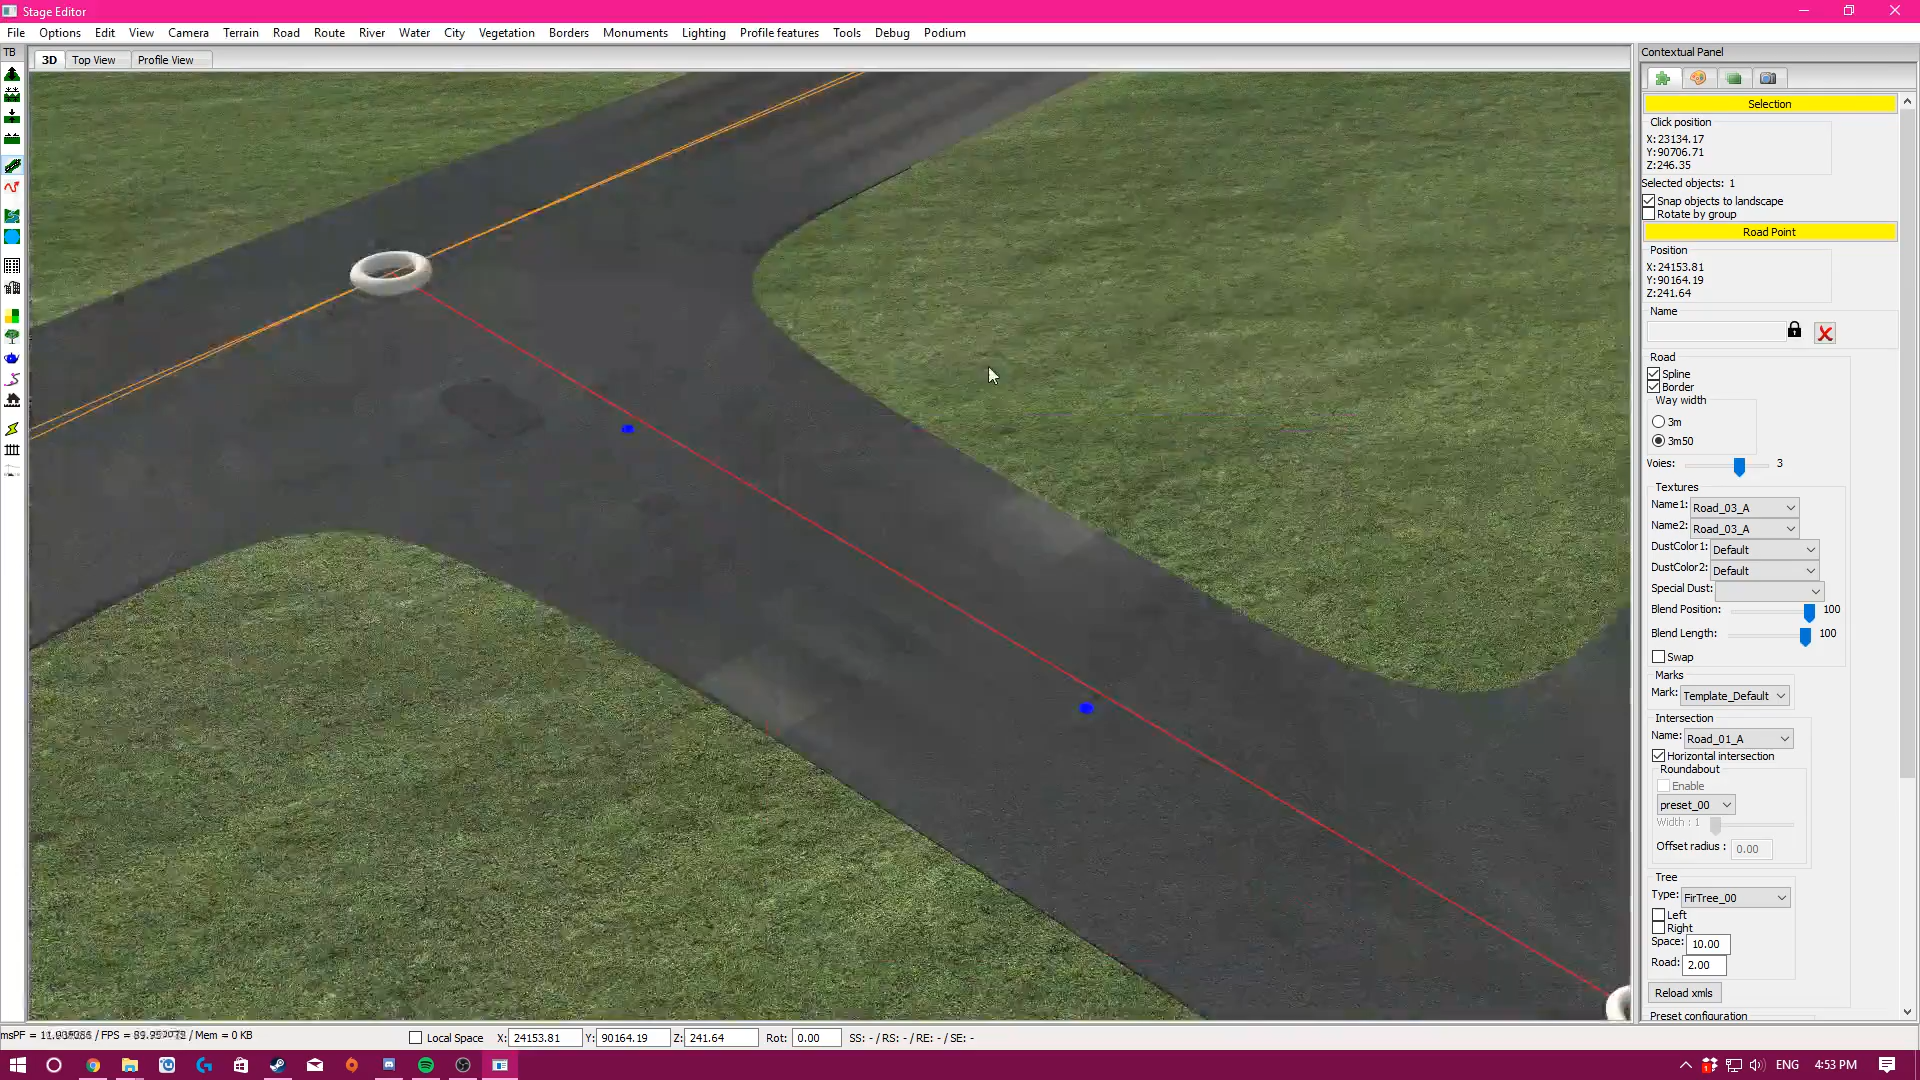 Stage Editor
File Options Edit View Camera Terrain Road Route River Water City Vegetation Borders Monuments Lighting Profile features Tools Debug Podium
TB
3D Top View Profile View
Contextual Panel
Selection
Click position
X:23134.17
Y:90706.71
Z:246.35
Selected objects: 1
Snap objects to landscape
Rotate by group
Road Point
Position
X:24153.81
Y:90164.19
Z:241.64
Name
Road
Spline
Border
Way width
3m
3m50
Voies: 3
Textures
Name1: Road_03_A
Name2: Road_03_A
DustColor1: Default
DustColor2: Default
Special Dust:
Blend Position: 100
Blend Length: 100
Swap
Marks
Mark: Template_Default
Intersection
Name: Road_01_A
Horizontal intersection
Roundabout
Enable
preset_00
Width : 1
Offset radius : 0.00
Tree
Type: FirTree_00
Left
Right
Space: 10.00
Road: 2.00
Reload xmls
Preset configuration
Mem = 0 KB
Local Space X: 24153.81 Y: 90164.19 Z: 241.64 Rot: 0.00 SS: - / RS: - / RE: - / SE: -
ENG 4:53 PM